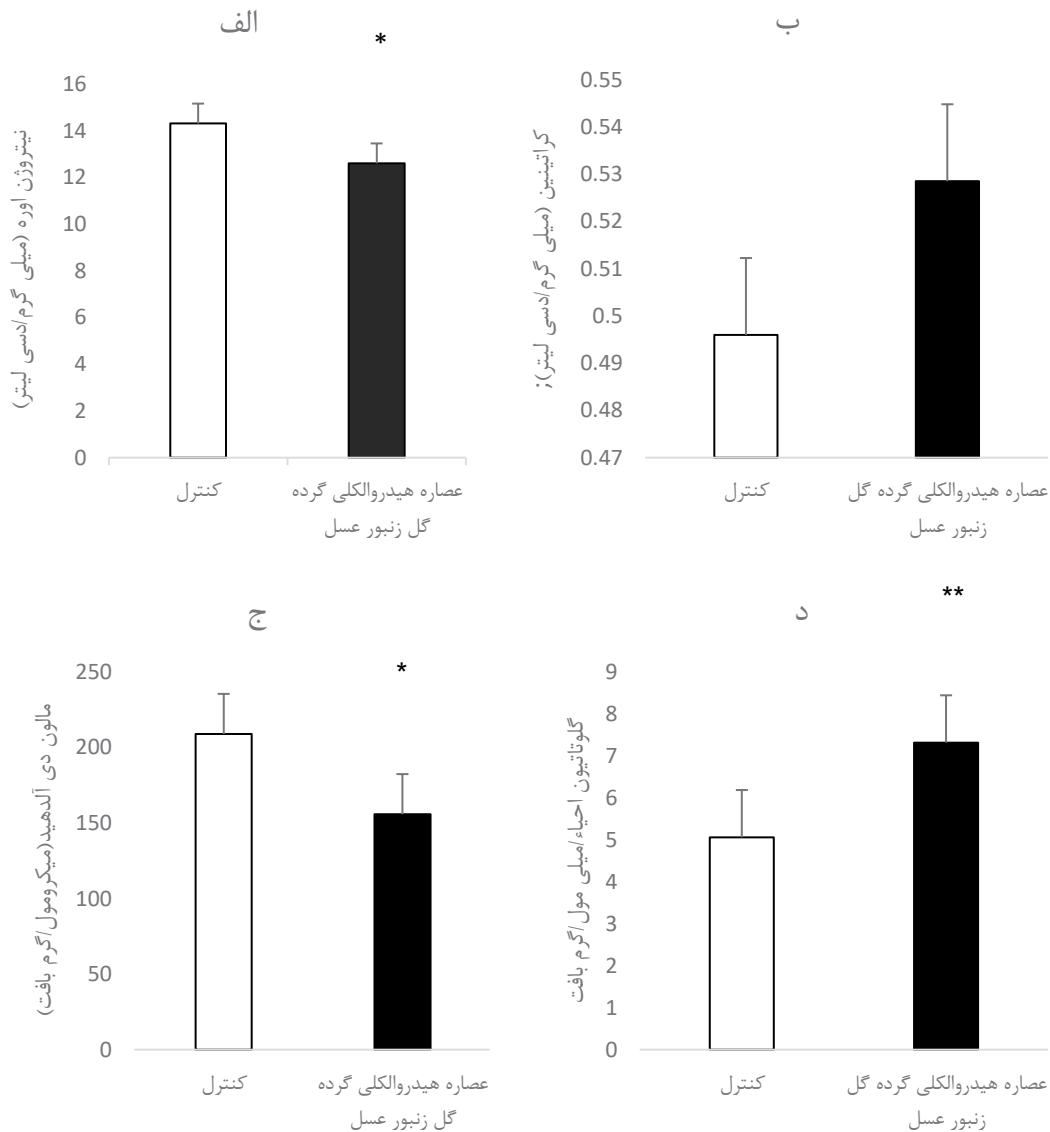 الف
*
نیتروژن اوره (میلی گرم/دسی لیتر)
16
14
12
10
8
6
4
2
0
کنترل
عصاره هیدروالکلی گرده
گل زنبور عسل
ب
کراتینین (میلی گرم/دسی لیتر);
0.55
0.54
0.53
0.52
0.51
0.5
0.49
0.48
0.47
کنترل
عصاره هیدروالکلی گرده گل
زنبور عسل
ج
*
مالون دی آلدهید(میکرومول/گرم بافت)
250
200
150
100
50
0
کنترل
عصاره هیدروالکلی گرده
گل زنبور عسل
د
**
گلوتاتیون احیاء/میلی مول/گرم بافت
9
8
7
6
5
4
3
2
1
0
کنترل
عصاره هیدروالکلی گرده گل
زنبور عسل